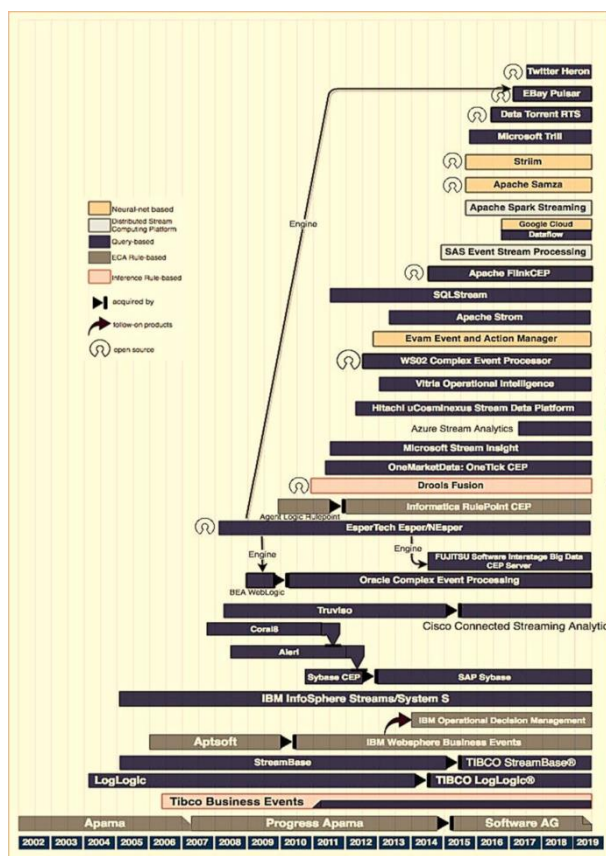 Twitter Heron
EBay Pulsar
Data Torrent RTS
Microsoft Trill
Striim
Apache Samza
Apache Spark Streaming
Google Cloud
Dataflow
SAS Event Stream Processing
Apache FlinkCEP
SQLStream
Apache Strom
Evam Event and Action Manager
WS02 Complex Event Processor
Vitria Operational Intelligence
Hitachi uCosminexus Stream Data Platform
Azure Stream Analytics
Microsoft Stream Insight
OneMarketData: OneTick CEP
Drools Fusion
Agent Logic Rulepoint
Informatica RulePoint CEP
EsperTech Esper/NEsper
Engine
Engine
Engine
FUJITSU Software Interstage Big Data
CEP Server
BEA WebLogic
Oracle Complex Event Processing
Truviso
Cisco Connected Streaming Analytic
Coral8
Aleri
Sybase CEP
SAP Sybase
IBM InfoSphere Streams/System S
IBM Operational Decision Management
Aptsoft
IBM Websphere Business Events
StreamBase
TIBCO StreamBase®
LogLogic
TIBCO LogLogic®
Tibco Business Events
Apama
Progress Apama
Software AG
2002 2003 2004 2005 2006 2007 2008 2009 2011 2011 2012 2013 2014 2015 2016 2017 2018 2019
Neural-net based
Distributed Stream
Computing Platform
Query-based
ECA Rule-based
Inference Rule-based
acquired by
follow-on products
open source